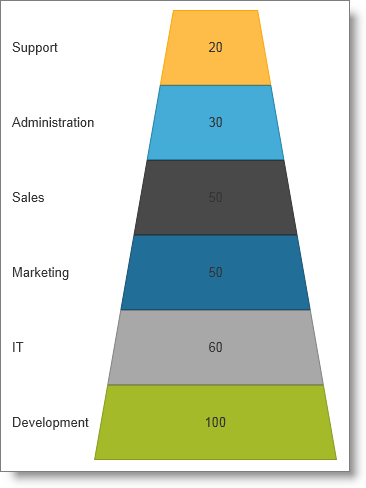 Support 20
Administration 30
Sales 50
Marketing 50
IT 60
Development 100